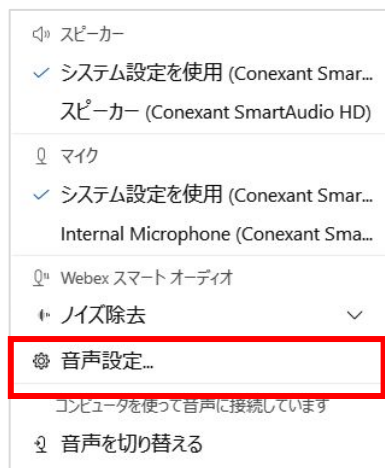 スピーカー
システム設定を使用 (Conexant Smar...
スピーカー (Conexant SmartAudio HD)
マイク
システム設定を使用 (Conexant Smar...
Internal Microphone (Conexant Sma...
Webex スマート オーディオ
ノイズ除去
音声設定...
コンピュータを使って音声に接続しています
音声を切り替える